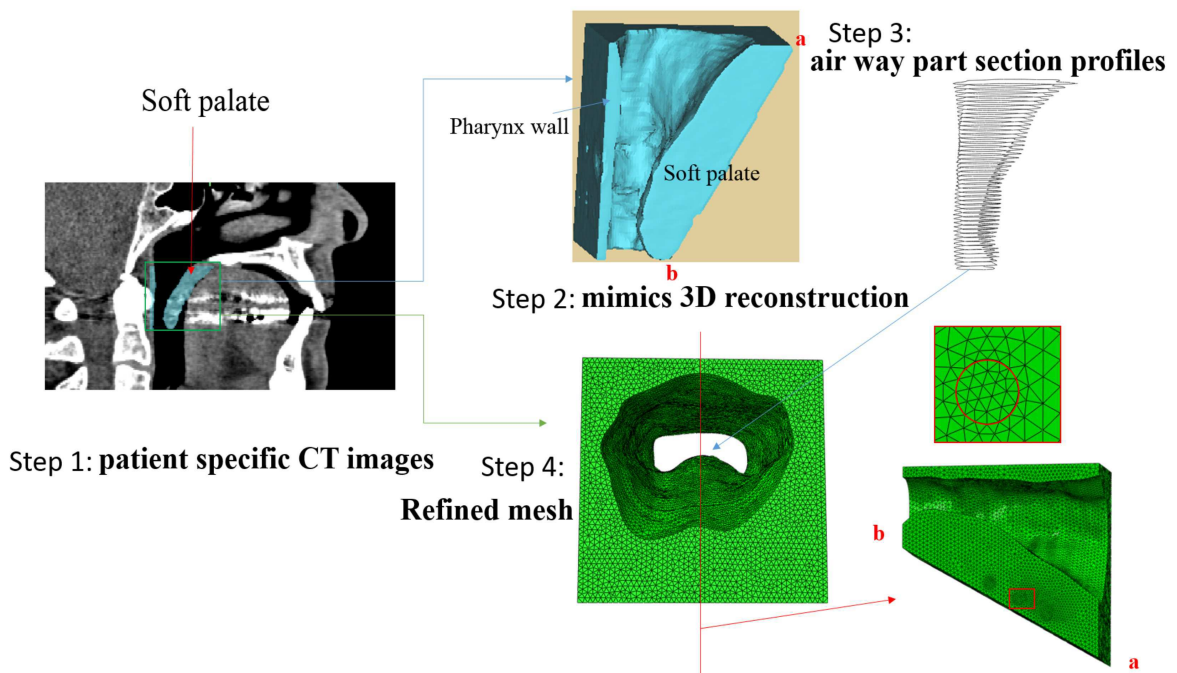 Soft palate
Step 1: patient specific CT images
a
Pharynx wall
Soft palate
b
Step 2: mimics 3D reconstruction
Step 3:
air way part section profiles
Step 4:
Refined mesh
b
a